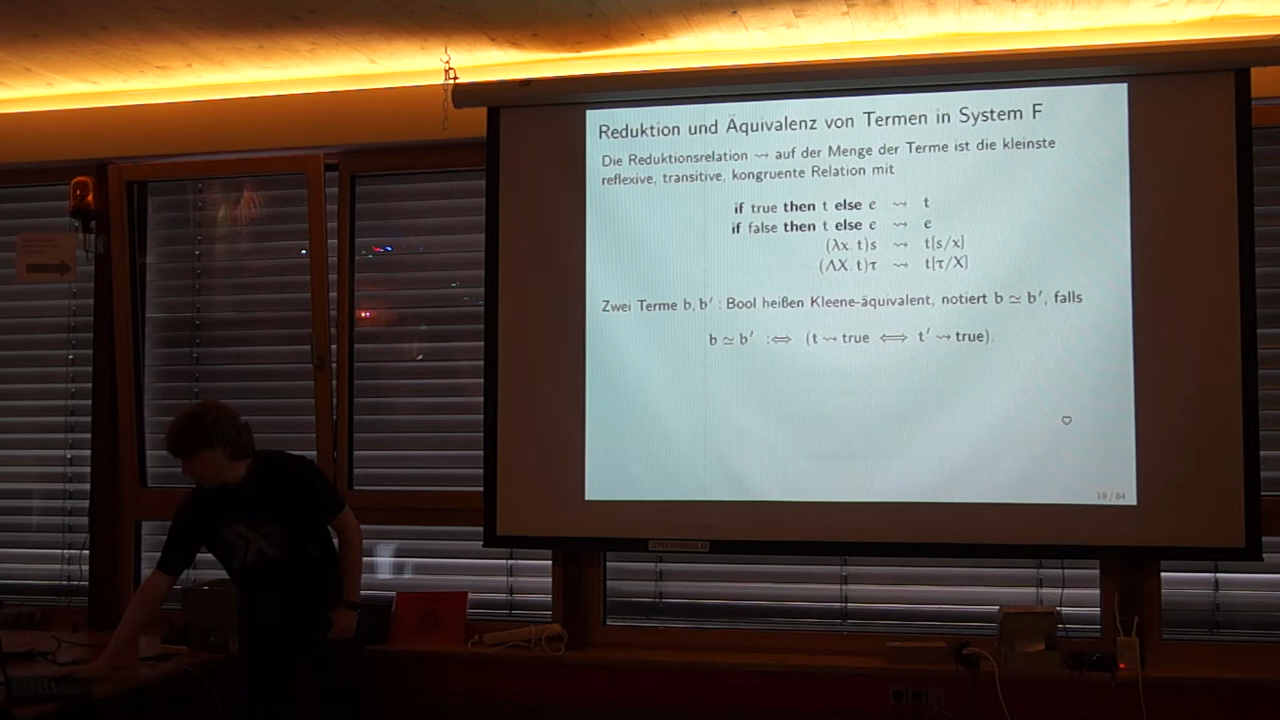 Reduktion und Äquivalenz von Termen in System F
Die Reduktionsrelation ⇝ auf der Menge der Terme ist die kleinste
reflexive, transitive, kongruente Relation mit
if true then t else e ⇝ t
if false then t else e ⇝ e
(λx. t)s ⇝ t[s/x]
(ΛX. t)τ ⇝ t[τ/X]
Zwei Terme b, b′ : Bool heißen Kleene-äquivalent, notiert b ≃ b′, falls
b ≃ b′ :⟺ (t ⇝ true ⟺ t′ ⇝ true).
19 / 84